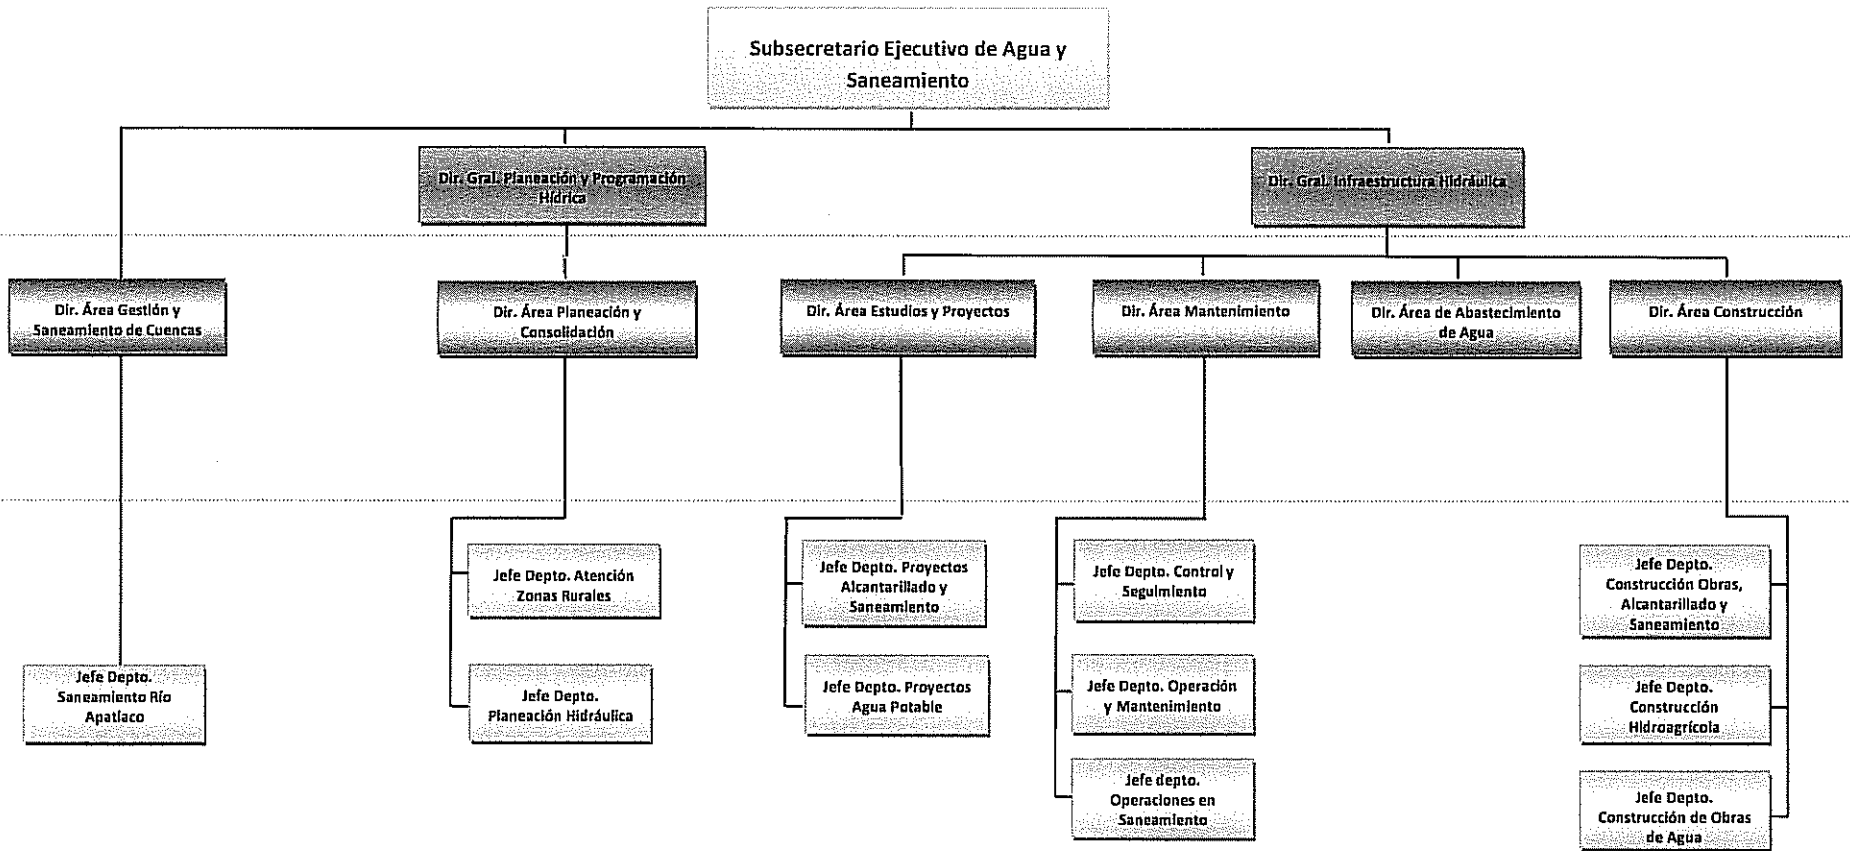 Subsecretario Ejecutivo de Agua y
Saneamiento
Dir. Gral. Planeación y Programación
Hídrica
Dir. Gral. Infraestructura Hidráulica
Dir. Área Gestión y
Saneamiento de Cuencas
Dir. Área Planeación y
Consolidación
Dir. Área Estudios y Proyectos
Dir. Área Mantenimiento
Dir. Área de Abastecimiento
de Agua
Dir. Área Construcción
Jefe Depto. Atención
Zonas Rurales
Jefe Depto. Proyectos
Alcantarillado y
Saneamiento
Jefe Depto. Control y
Seguimiento
Jefe Depto.
Construcción Obras,
Alcantarillado y
Saneamiento
Jefe Depto.
Saneamiento Río
Apatlaco
Jefe Depto.
Planeación Hidráulica
Jefe Depto. Proyectos
Agua Potable
Jefe Depto. Operación
y Mantenimiento
Jefe Depto.
Construcción
Hidroagrícola
Jefe depto.
Operaciones en
Saneamiento
Jefe Depto.
Construcción de Obras
de Agua